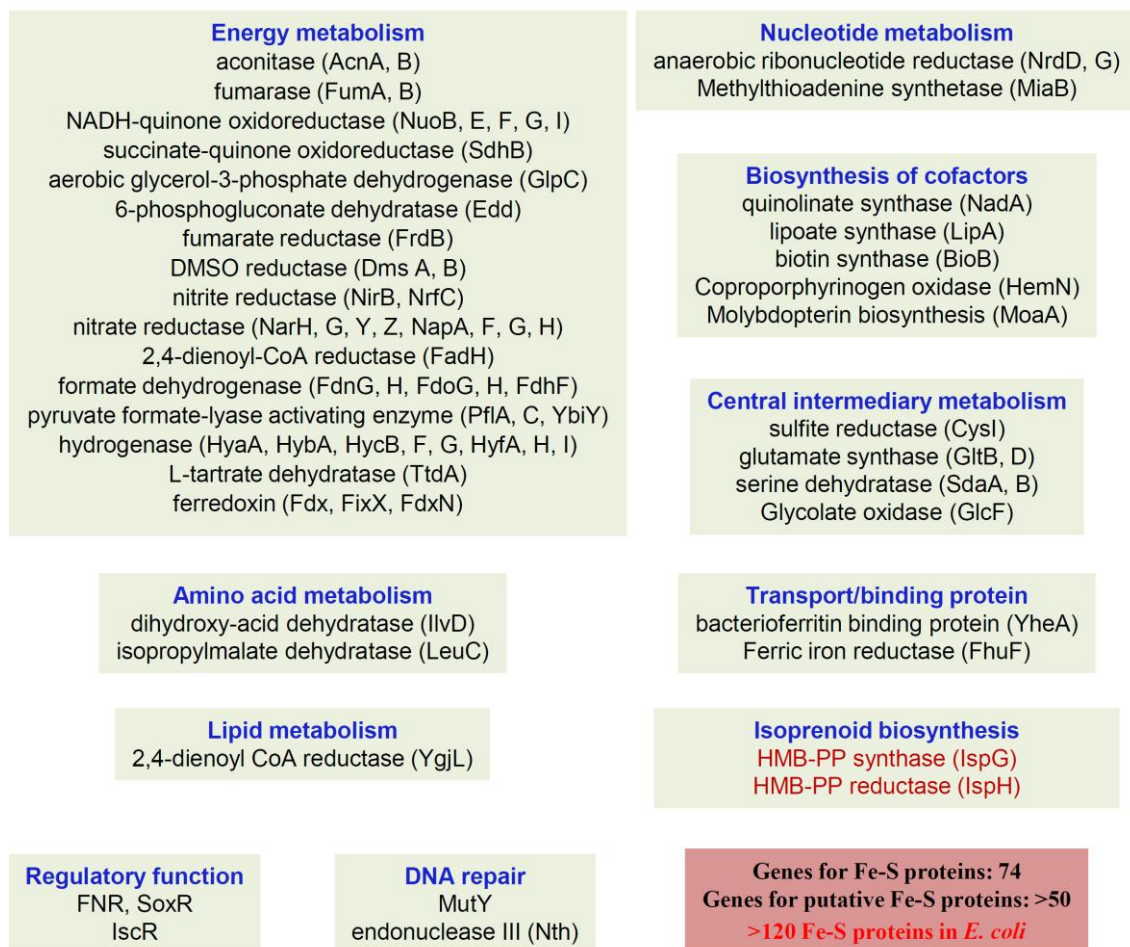 Energy metabolism
aconitase (AcnA, B)
fumarase (FumA, B)
NADH-quinone oxidoreductase (NuoB, E, F, G, I)
succinate-quinone oxidoreductase (SdhB)
aerobic glycerol-3-phosphate dehydrogenase (GlpC)
6-phosphogluconate dehydratase (Edd)
fumarate reductase (FrdB)
DMSO reductase (Dms A, B)
nitrite reductase (NirB, NrfC)
nitrate reductase (NarH, G, Y, Z, NapA, F, G, H)
2,4-dienoyl-CoA reductase (FadH)
formate dehydrogenase (FdnG, H, FdoG, H, FdhF)
pyruvate formate-lyase activating enzyme (PflA, C, YbiY)
hydrogenase (HyaA, HybA, HycB, F, G, HyfA, H, I)
L-tartrate dehydratase (TtdA)
ferredoxin (Fdx, FixX, FdxN)
Nucleotide metabolism
anaerobic ribonucleotide reductase (NrdD, G)
Methylthioadenine synthetase (MiaB)
Biosynthesis of cofactors
quinolinate synthase (NadA)
lipoate synthase (LipA)
biotin synthase (BioB)
Coproporphyrinogen oxidase (HemN)
Molybdopterin biosynthesis (MoaA)
Central intermediary metabolism
sulfite reductase (CysI)
glutamate synthase (GltB, D)
serine dehydratase (SdaA, B)
Glycolate oxidase (GlcF)
Amino acid metabolism
dihydroxy-acid dehydratase (IlvD)
isopropylmalate dehydratase (LeuC)
Transport/binding protein
bacterioferritin binding protein (YheA)
Ferric iron reductase (FhuF)
Lipid metabolism
2,4-dienoyl CoA reductase (YgjL)
Isoprenoid biosynthesis
HMB-PP synthase (IspG)
HMB-PP reductase (IspH)
Regulatory function
FNR, SoxR
IscR
DNA repair
MutY
endonuclease III (Nth)
Genes for Fe-S proteins: 74
Genes for putative Fe-S proteins: >50
>120 Fe-S proteins in E. coli